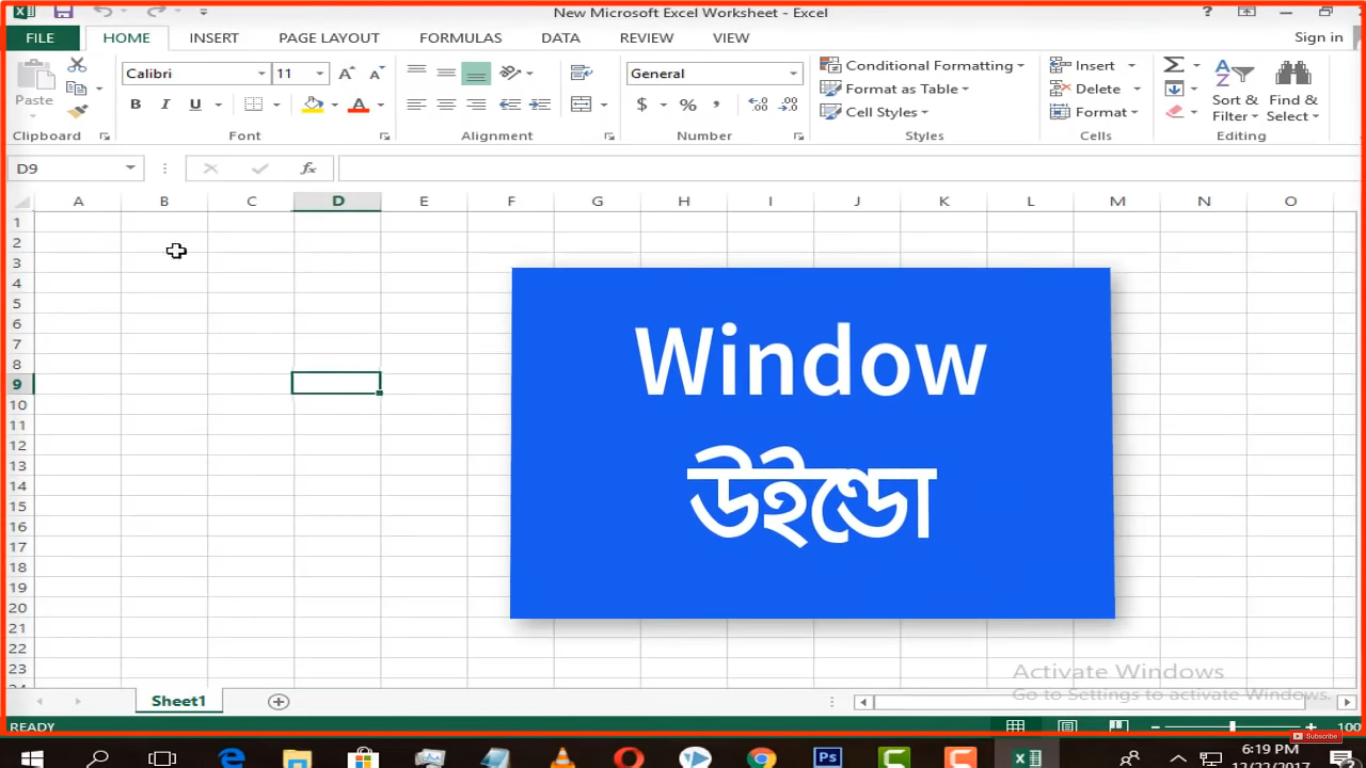 New Microsoft Excel Worksheet - Excel
FILE HOME INSERT PAGE LAYOUT FORMULAS DATA REVIEW VIEW Sign in
Calibri 11 General Conditional Formatting Insert
Format as Table Delete
Paste Sort & Find &
B I U $ % , Cell Styles Format Filter Select
Clipboard Font Alignment Number Styles Cells Editing
D9 fx
A B C D E F G H I J K L M N O
1
2
3
4
5
6
7
8
9
10
11
12
13
14
15
16
17
18
19
20
21
22
23
Window
উইন্ডো
Activate Windows
Go to Settings to activate Windows.
Sheet1
READY 100
Subscribe
6:19 PM
12/22/2017